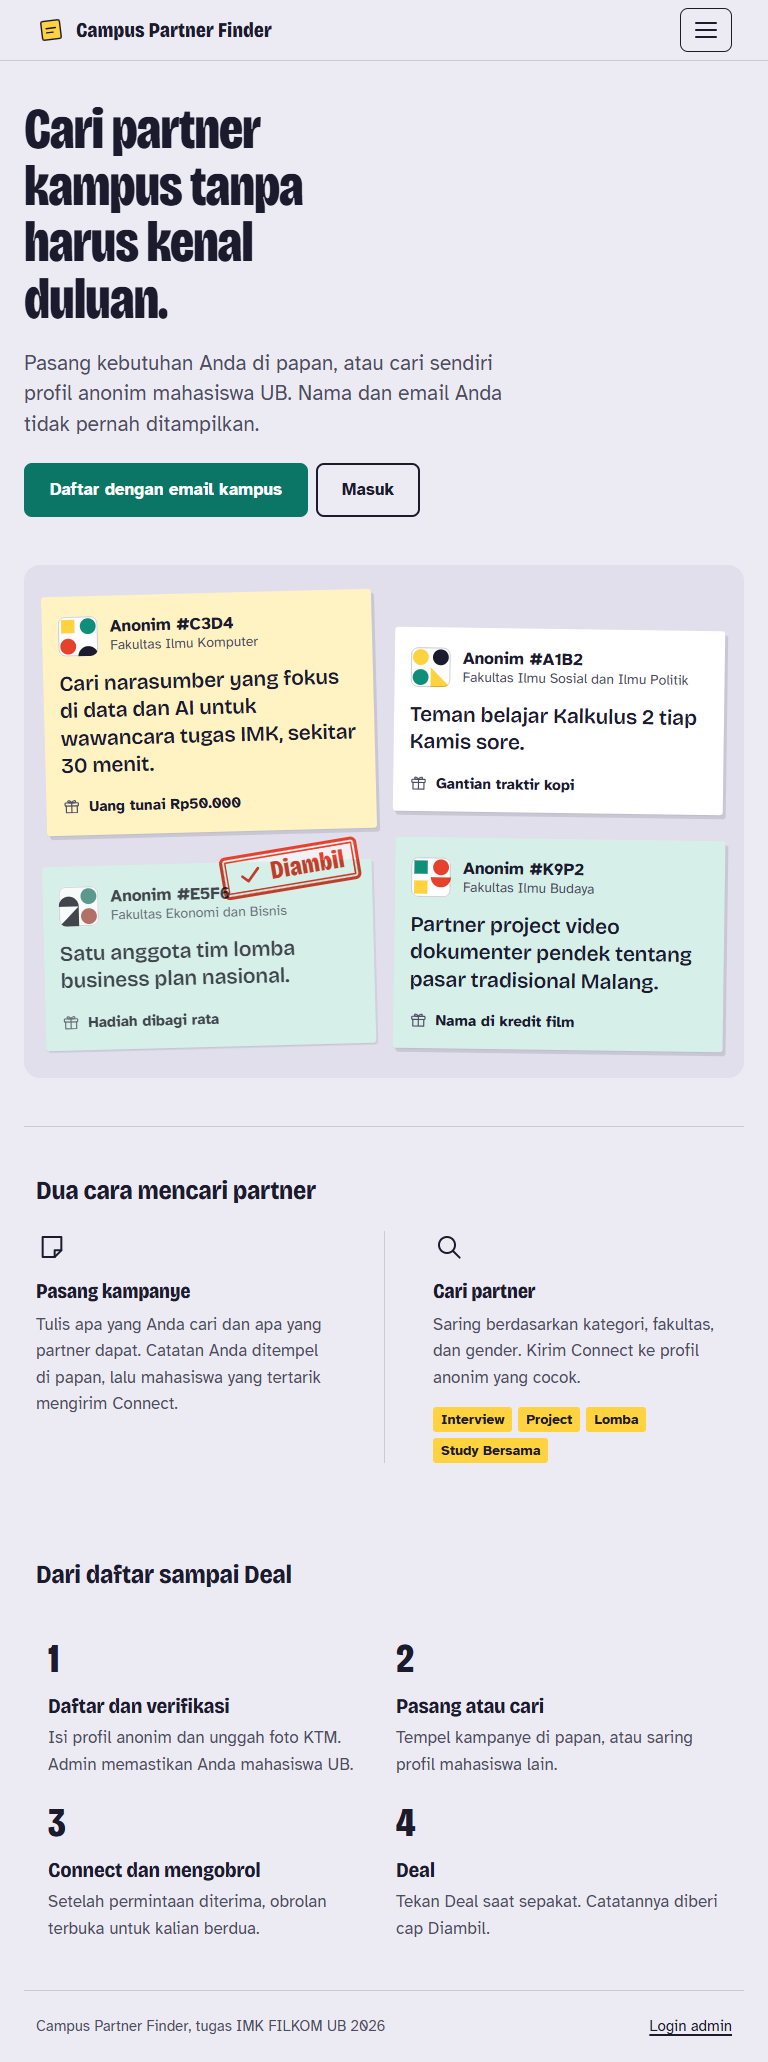 Campus Partner Finder
Cari partner
kampus tanpa
harus kenal
duluan.
Pasang kebutuhan Anda di papan, atau cari sendiri
profil anonim mahasiswa UB. Nama dan email Anda
tidak pernah ditampilkan.
Daftar dengan email kampus
Masuk
Anonim #C3D4
Fakultas Ilmu Komputer
Cari narasumber yang fokus
di data dan AI untuk
wawancara tugas IMK, sekitar
30 menit.
Uang tunai Rp50.000
Anonim #A1B2
Fakultas Ilmu Sosial dan Ilmu Politik
Teman belajar Kalkulus 2 tiap
Kamis sore.
Gantian traktir kopi
Diambil
Anonim #E5F6
Fakultas Ekonomi dan Bisnis
Satu anggota tim lomba
business plan nasional.
Hadiah dibagi rata
Anonim #K9P2
Fakultas Ilmu Budaya
Partner project video
dokumenter pendek tentang
pasar tradisional Malang.
Nama di kredit film
Dua cara mencari partner
Pasang kampanye
Tulis apa yang Anda cari dan apa yang
partner dapat. Catatan Anda ditempel
di papan, lalu mahasiswa yang tertarik
mengirim Connect.
Cari partner
Saring berdasarkan kategori, fakultas,
dan gender. Kirim Connect ke profil
anonim yang cocok.
Interview
Project
Lomba
Study Bersama
Dari daftar sampai Deal
1
Daftar dan verifikasi
Isi profil anonim dan unggah foto KTM.
Admin memastikan Anda mahasiswa UB.
2
Pasang atau cari
Tempel kampanye di papan, atau saring
profil mahasiswa lain.
3
Connect dan mengobrol
Setelah permintaan diterima, obrolan
terbuka untuk kalian berdua.
4
Deal
Tekan Deal saat sepakat. Catatannya diberi
cap Diambil.
Campus Partner Finder, tugas IMK FILKOM UB 2026
Login admin